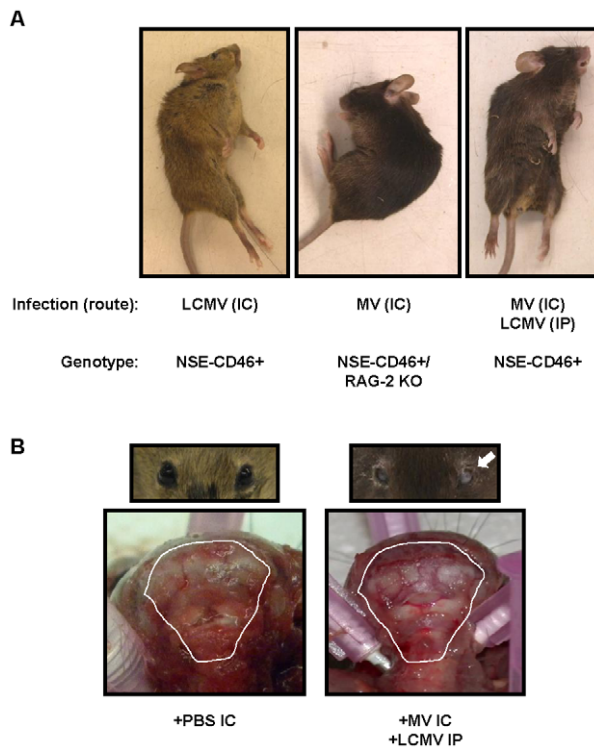 A
Infection (route): LCMV (IC) MV (IC) MV (IC)
LCMV (IP)
Genotype: NSE-CD46+ NSE-CD46+/ NSE-CD46+
RAG-2 KO
B
+PBS IC +MV IC
+LCMV IP